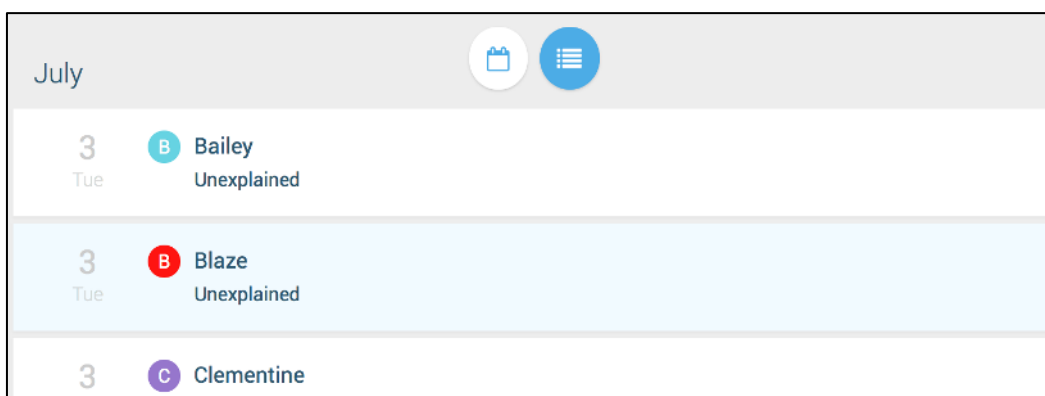 July
3 B Bailey
Tue Unexplained
3 B Blaze
Tue Unexplained
3 C Clementine